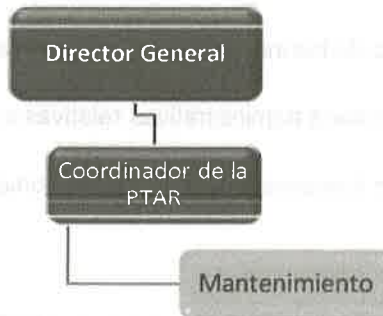 Director General
Coordinador de la
PTAR
Mantenimiento